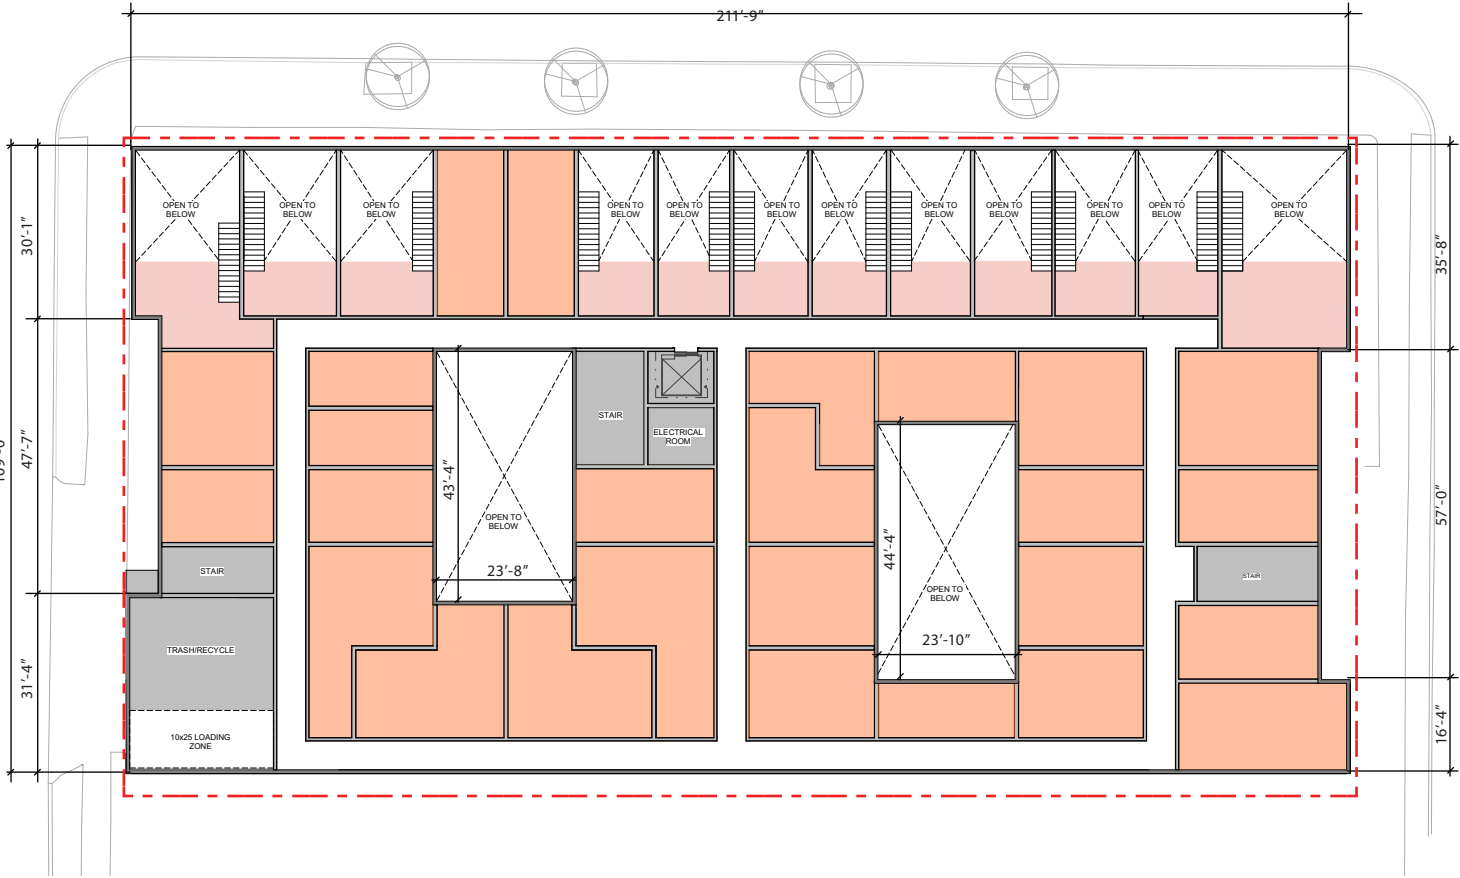 211'-9"
OPEN TO
BELOW
OPEN TO
BELOW
OPEN TO
BELOW
OPEN TO
BELOW
OPEN TO
BELOW
OPEN TO
BELOW
OPEN TO
BELOW
OPEN TO
BELOW
OPEN TO
BELOW
OPEN TO
BELOW
OPEN TO
BELOW
OPEN TO
BELOW
30'-1"
35'-8"
STAIR
ELECTRICAL
ROOM
47'-7"
43'-4"
OPEN TO
BELOW
57'-0"
44'-4"
23'-8"
STAIR
STAIR
OPEN TO
BELOW
23'-10"
TRASH/RECYCLE
31'-4"
16'-4"
10x25 LOADING
ZONE